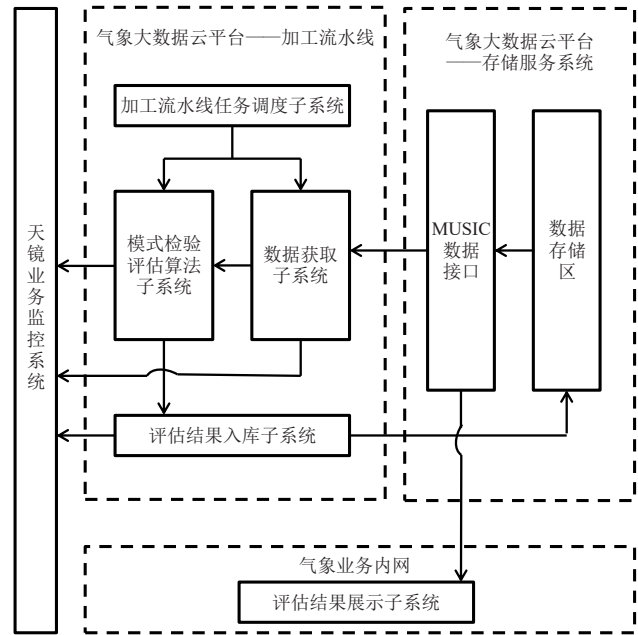 气象大数据云平台——加工流水线
气象大数据云平台
——存储服务系统
加工流水线任务调度子系统
天镜业务监控系统
模式检验
评估算法
子系统
数据获取
子系统
MUSIC
数据
接口
数据
存储
区
评估结果入库子系统
气象业务内网
评估结果展示子系统